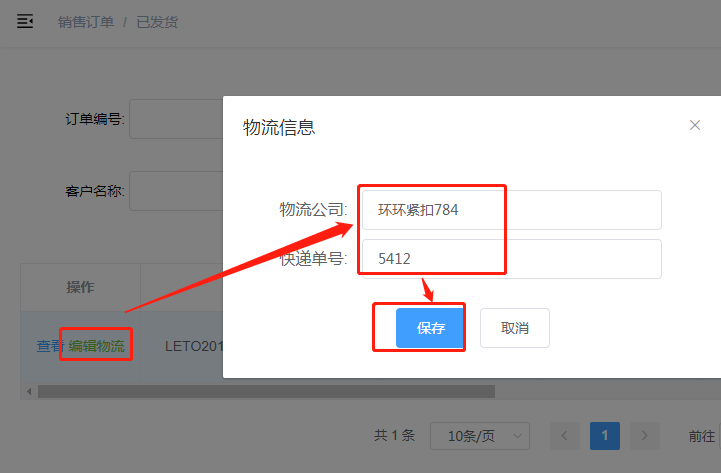 销售订单 / 已发货
订单编号:
物流信息
客户名称:
物流公司: 环环紧扣784
快递单号: 5412
保存 取消
操作
查看 编辑物流 LETO201
共 1 条 10条/页 1 前往